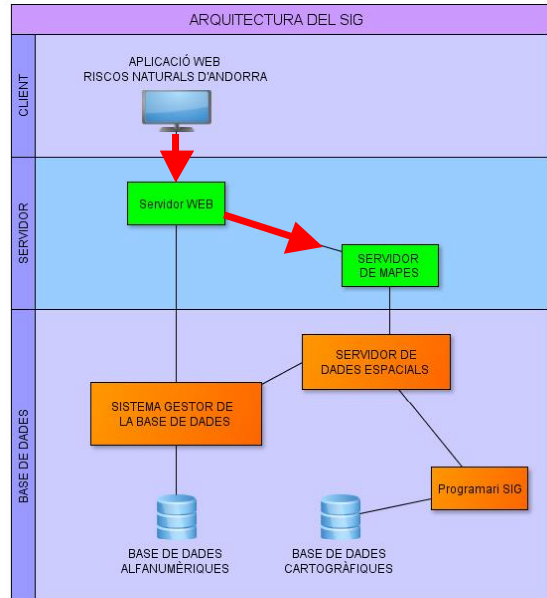 ARQUITECTURA DEL SIG
CLIENT
APLICACIÓ WEB
RISCOS NATURALS D'ANDORRA
SERVIDOR
Servidor WEB
SERVIDOR
DE MAPES
BASE DE DADES
SERVIDOR DE
DADES ESPACIALS
SISTEMA GESTOR DE
LA BASE DE DADES
Programari SIG
BASE DE DADES
ALFANUMÈRIQUES
BASE DE DADES
CARTOGRÀFIQUES